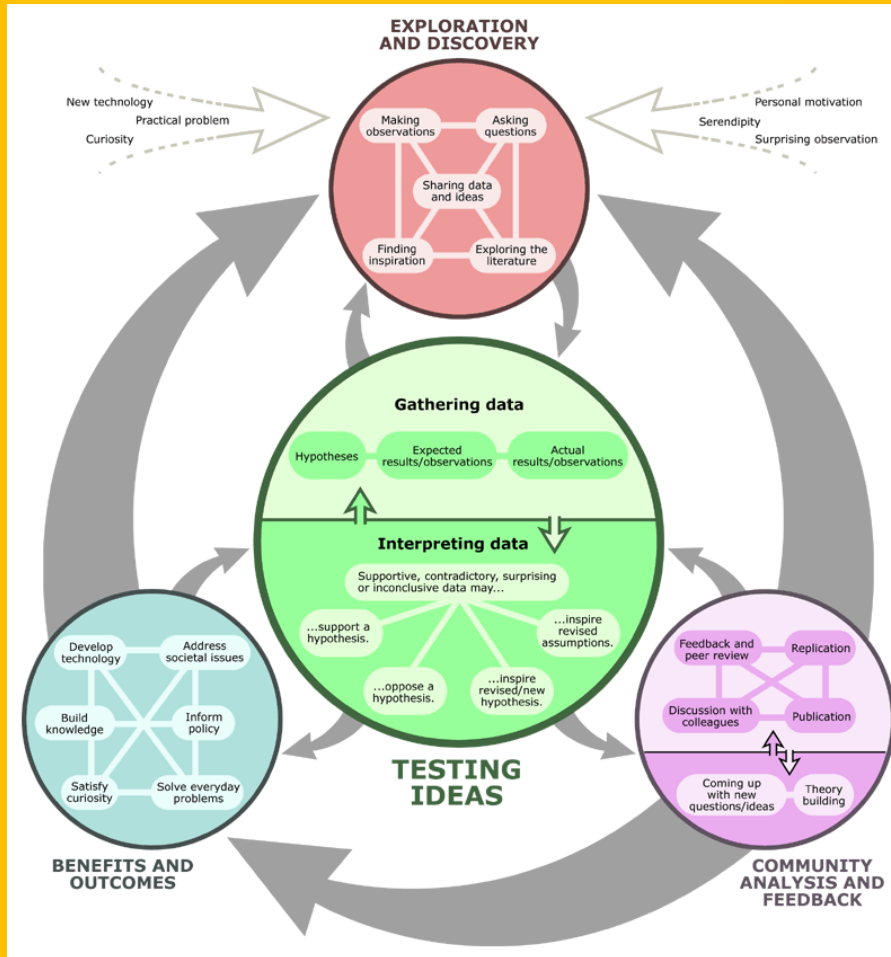 EXPLORATION
AND DISCOVERY
New technology
Practical problem
Curiosity
Personal motivation
Serendipity
Surprising observation
Making
observations
Asking
questions
Sharing data
and ideas
Finding
inspiration
Exploring the
literature
Gathering data
Hypotheses
Expected
results/observations
Actual
results/observations
Interpreting data
Supportive, contradictory, surprising
or inconclusive data may...
...support a
hypothesis.
...oppose a
hypothesis.
...inspire
revised/new
hypothesis.
...inspire
revised
assumptions.
TESTING
IDEAS
Develop
technology
Address
societal issues
Build
knowledge
Inform
policy
Satisfy
curiosity
Solve everyday
problems
BENEFITS AND
OUTCOMES
Feedback and
peer review
Replication
Discussion with
colleagues
Publication
Coming up
with new
questions/ideas
Theory
building
COMMUNITY
ANALYSIS AND
FEEDBACK